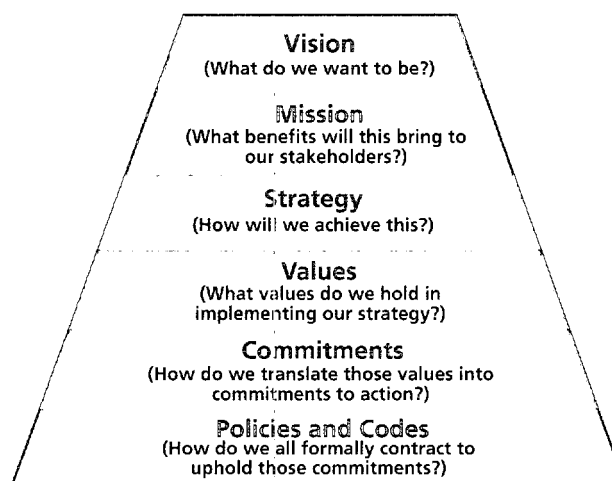 Vision
(What do we want to be?)
Mission
(What benefits will this bring to
our stakeholders?)
Strategy
(How will we achieve this?)
Values
(What values do we hold in
implementing our strategy?)
Commitments
(How do we translate those values into
commitments to action?)
Policies and Codes
(How do we all formally contract to
uphold those commitments?)